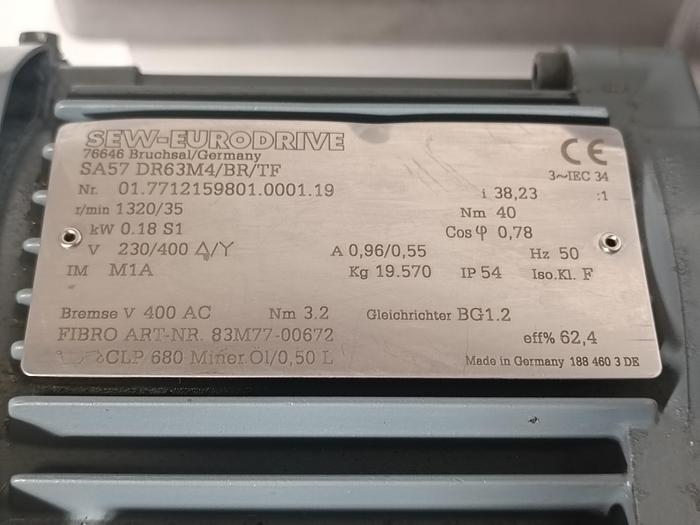 SEW-EURODRIVE
76646 Bruchsal/Germany
CE
SA57 DR63M4/BR/TF
3~IEC 34
Nr. 01.7712159801.0001.19
i 38,23 :1
r/min 1320/35
Nm 40
kW 0.18 S1
Cos φ 0,78
V 230/400 △/Y
A 0,96/0,55
Hz 50
IM M1A
Kg 19.570
IP 54
Iso.Kl. F
Bremse V 400 AC
Nm 3.2
Gleichrichter BG1.2
FIBRO ART-NR. 83M77-00672
eff% 62,4
CLP 680 Miner.Öl/0,50 L
Made in Germany 188 460 3 DE